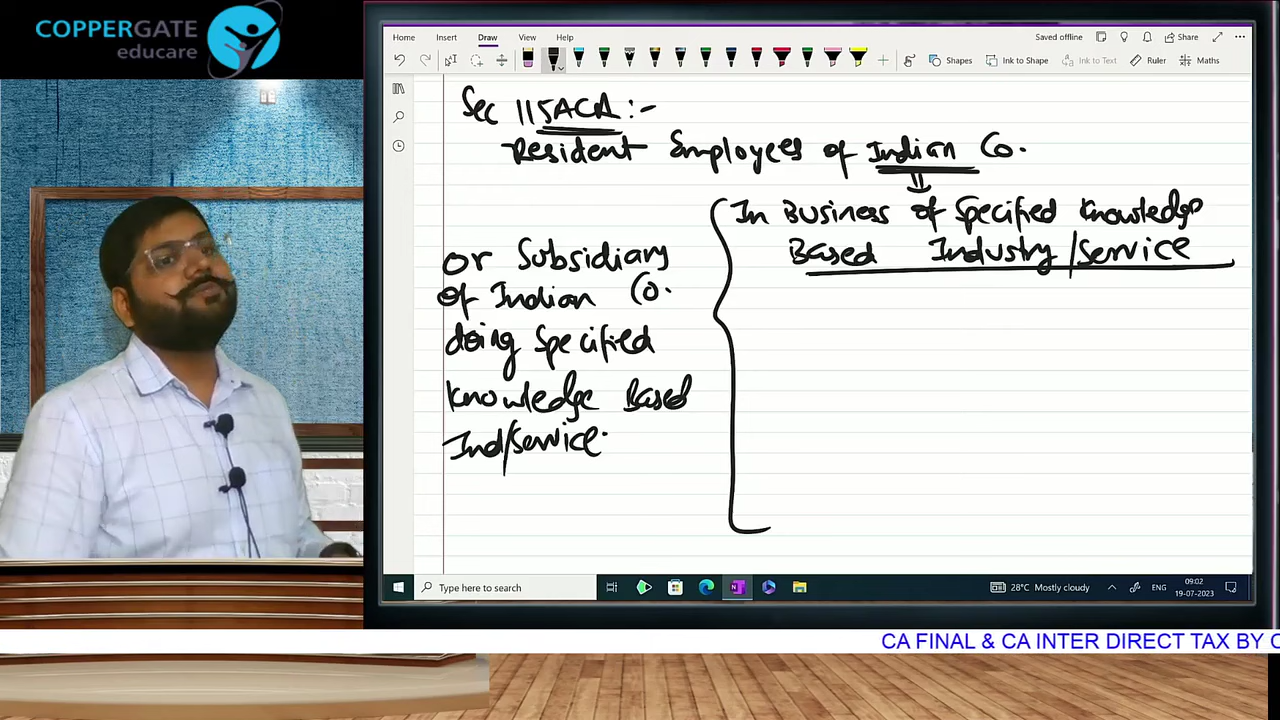 COPPERGATE
educare
Home Insert Draw View Help
Saved offline
Share
Shapes
Ink to Shape
Ink to Text
Ruler
Maths
Sec 115ACA :-
Resident Employees of Indian Co.
In Business of Specified Knowledge
Based Industry/Service
or Subsidiary
of Indian Co.
doing Specified
Knowledge Based
Ind/Service.
Type here to search
28°C Mostly cloudy
ENG
09:02
19-07-2023
CA FINAL & CA INTER DIRECT TAX BY C